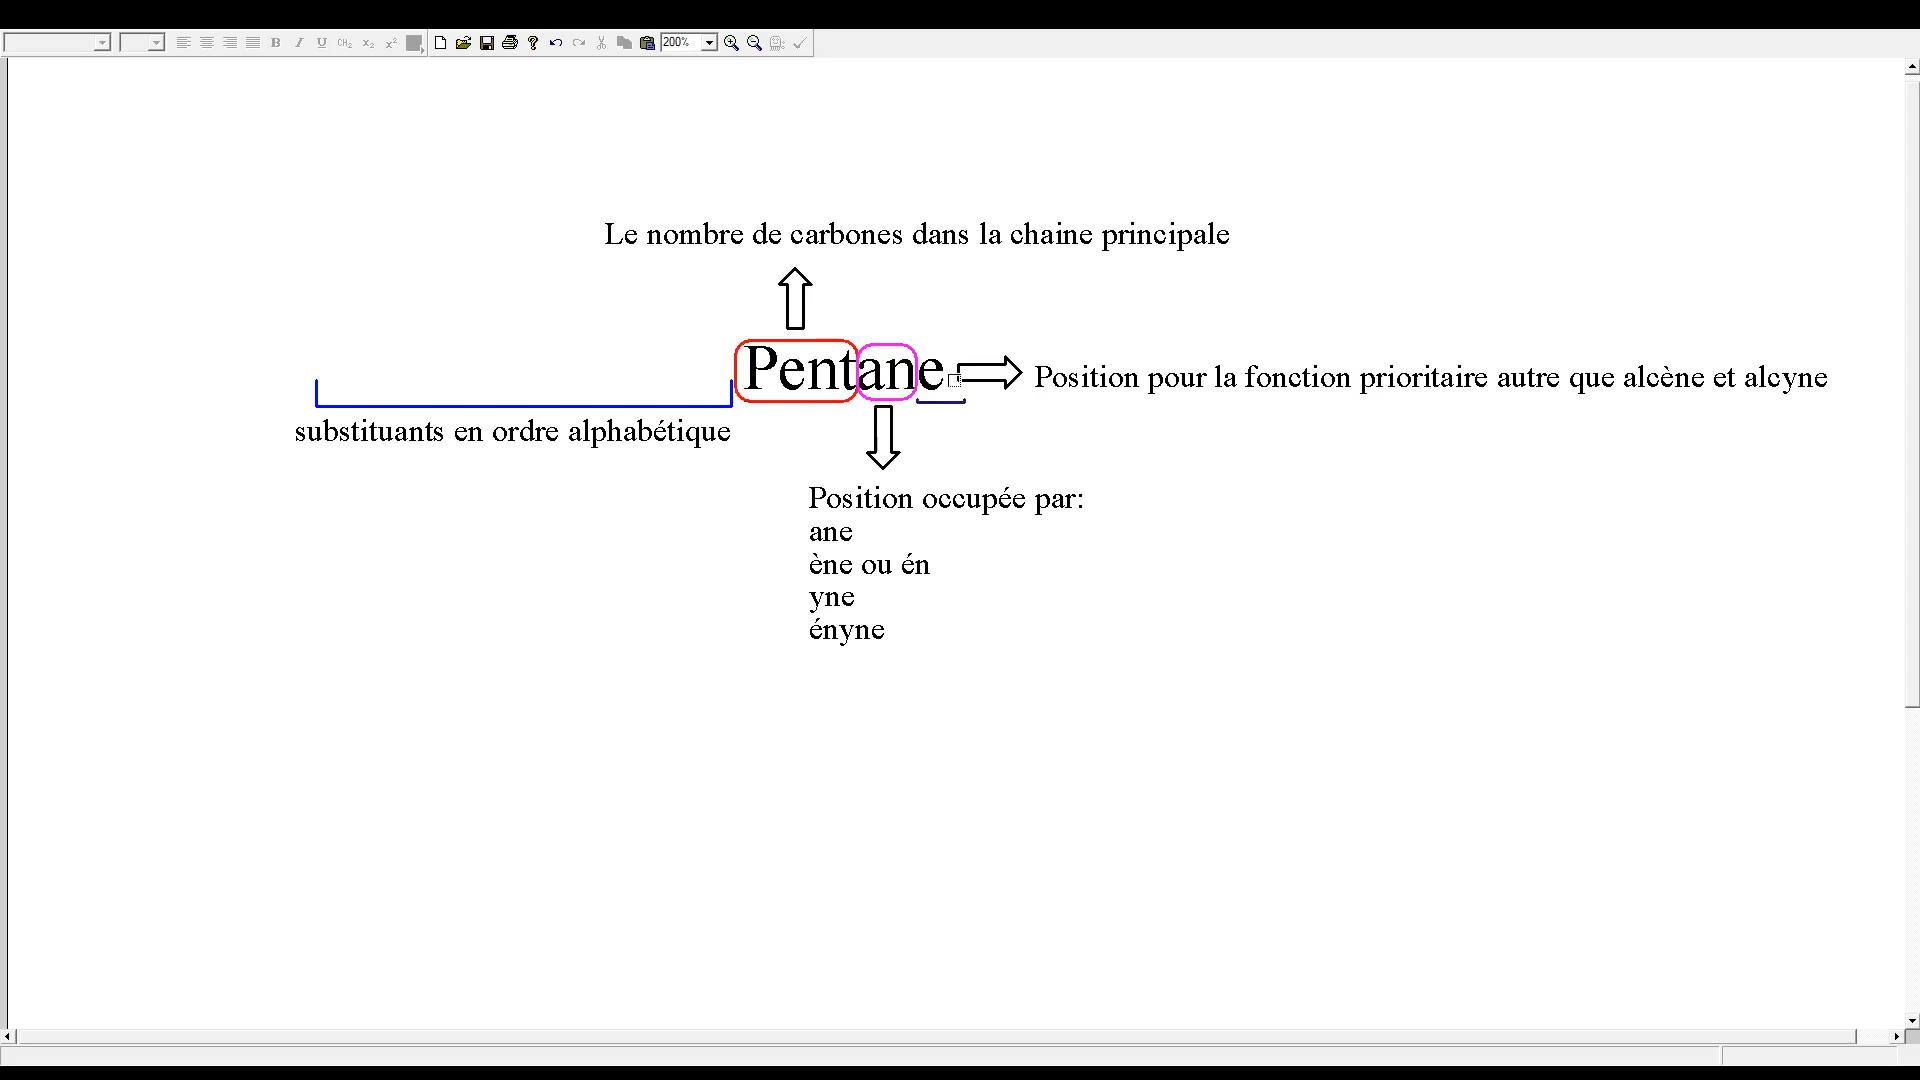 200%
Le nombre de carbones dans la chaine principale
Pentane
Position pour la fonction prioritaire autre que alcène et alcyne
substituants en ordre alphabétique
Position occupée par:
ane
ène ou én
yne
ényne